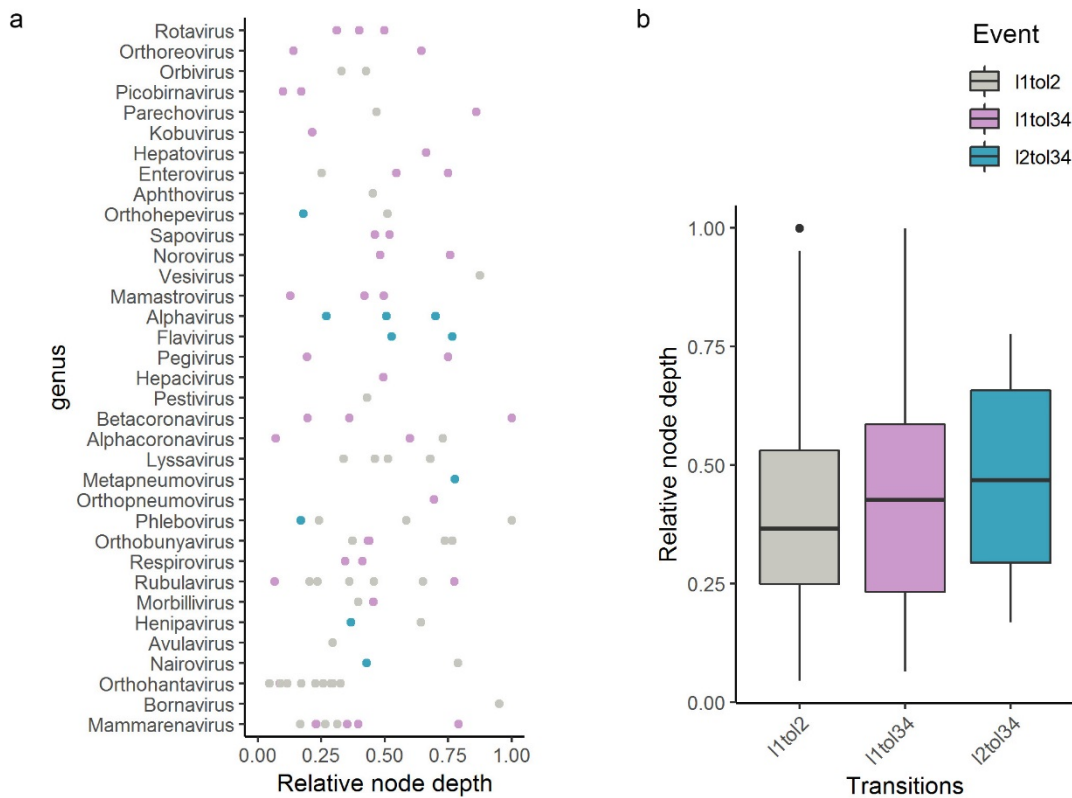 a
genus
Rotavirus
Orthoreovirus
Orbivirus
Picobirnavirus
Parechovirus
Kobuvirus
Hepatovirus
Enterovirus
Aphthovirus
Orthohepevirus
Sapovirus
Norovirus
Vesivirus
Mamastrovirus
Alphavirus
Flavivirus
Pegivirus
Hepacivirus
Pestivirus
Betacoronavirus
Alphacoronavirus
Lyssavirus
Metapneumovirus
Orthopneumovirus
Phlebovirus
Orthobunyavirus
Respirovirus
Rubulavirus
Morbillivirus
Henipavirus
Avulavirus
Nairovirus
Orthohantavirus
Bornavirus
Mammarenavirus
0.00 0.25 0.50 0.75 1.00
Relative node depth
b
Event
l1tol2
l1tol34
l2tol34
Relative node depth
1.00
0.75
0.50
0.25
0.00
l1tol2 l1tol34 l2tol34
Transitions